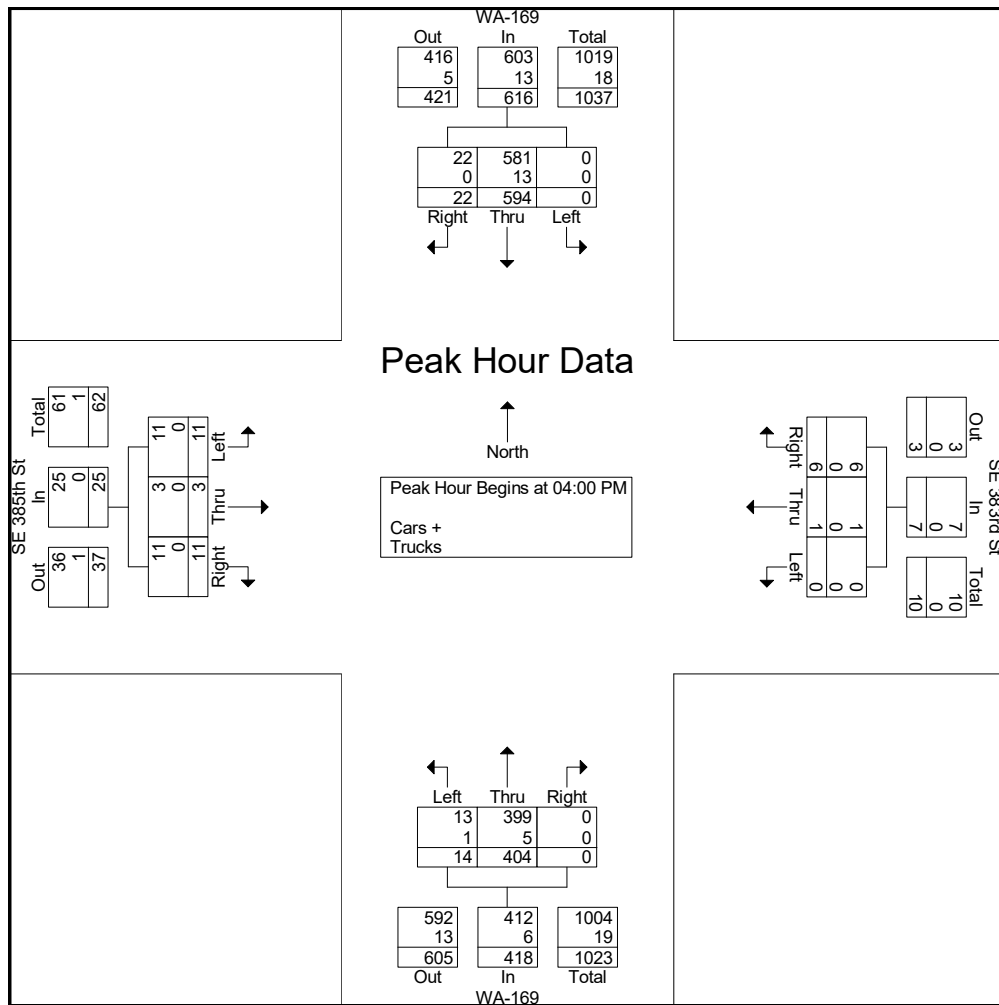 WA-169
Out In Total
416 603 1019
5 13 18
421 616 1037
22 581 0
0 13 0
22 594 0
Right Thru Left
Peak Hour Data
North
Peak Hour Begins at 04:00 PM
Cars +
Trucks
SE 385th St
Total In Out
61 25 36
1 0 1
62 25 37
11 3 11
0 0 0
11 3 11
Left Thru Right
Right Thru Left
6 1 0
0 0 0
6 1 0
Out In Total
3 7 10
0 0 0
3 7 10
SE 383rd St
Left Thru Right
13 399 0
1 5 0
14 404 0
592 412 1004
13 6 19
605 418 1023
Out In Total
WA-169